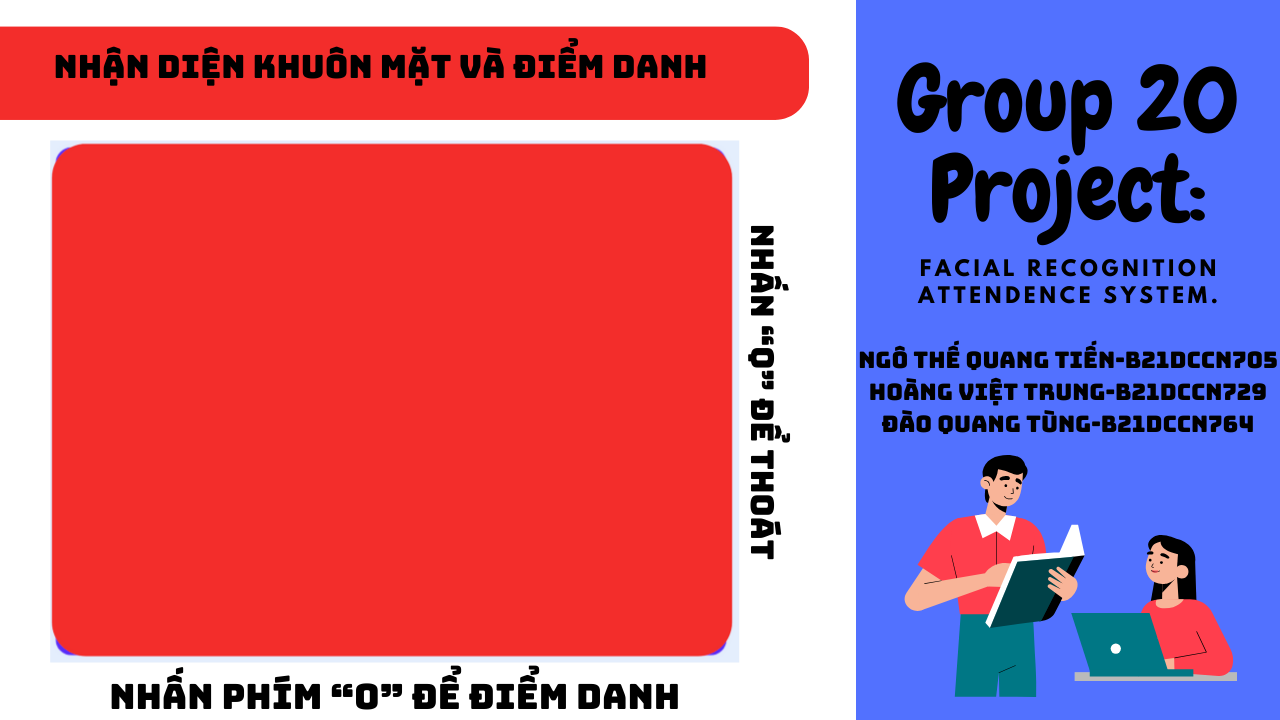 NHẬN DIỆN KHUÔN MẶT VÀ ĐIỂM DANH
NHẤN “Q” ĐỂ THOÁT
NHẤN PHÍM “O” ĐỂ ĐIỂM DANH
Group 20
Project:
FACIAL RECOGNITION
ATTENDENCE SYSTEM.
NGÔ THẾ QUANG TIẾN-B21DCCN705
HOÀNG VIỆT TRUNG-B21DCCN729
ĐÀO QUANG TÙNG-B21DCCN764